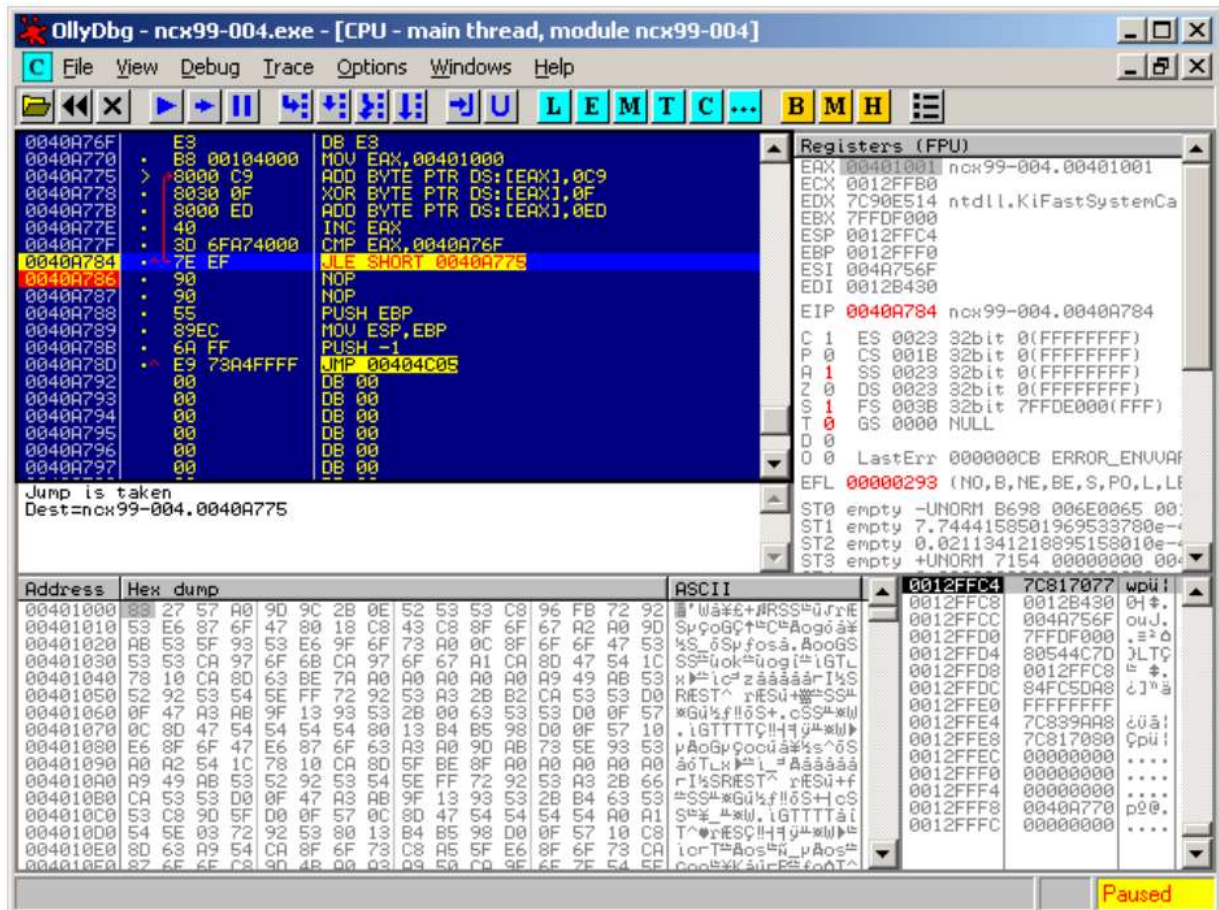 OllyDbg - ncx99-004.exe - [CPU - main thread, module ncx99-004]
C File View Debug Trace Options Windows Help
L E M T C ... B M H
0040A76F E3 DB E3
0040A770 B8 00104000 MOV EAX,00401000
0040A775 > 8000 C9 ADD BYTE PTR DS:[EAX],0C9
0040A778 8030 0F XOR BYTE PTR DS:[EAX],0F
0040A77B 8000 ED ADD BYTE PTR DS:[EAX],0ED
0040A77E 40 INC EAX
0040A77F 3D 6FA74000 CMP EAX,0040A76F
0040A784 7E EF JLE SHORT 0040A775
0040A786 90 NOP
0040A787 90 NOP
0040A788 55 PUSH EBP
0040A789 89EC MOV ESP,EBP
0040A78B 6A FF PUSH -1
0040A78D E9 73A4FFFF JMP 00404C05
0040A792 00 DB 00
0040A793 00 DB 00
0040A794 00 DB 00
0040A795 00 DB 00
0040A796 00 DB 00
0040A797 00 DB 00
Jump is taken
Dest=ncx99-004.0040A775
Registers (FPU)
EAX 00401001 ncx99-004.00401001
ECX 0012FFB0
EDX 7C90E514 ntdll.KiFastSystemCa
EBX 7FFDF000
ESP 0012FFC4
EBP 0012FFF0
ESI 004A756F
EDI 0012B430
EIP 0040A784 ncx99-004.0040A784
C 1 ES 0023 32bit 0(FFFFFFFF)
P 0 CS 001B 32bit 0(FFFFFFFF)
A 1 SS 0023 32bit 0(FFFFFFFF)
Z 0 DS 0023 32bit 0(FFFFFFFF)
S 1 FS 003B 32bit 7FFDE000(FFF)
T 0 GS 0000 NULL
D 0
O 0 LastErr 000000CB ERROR_ENVVAR
EFL 00000293 (NO,B,NE,BE,S,PO,L,LE
ST0 empty -UNORM B698 006E0065 00
ST1 empty 7.7444158501969533780e-
ST2 empty 0.0211341218895158010e-
ST3 empty +UNORM 7154 00000000 00
Address Hex dump ASCII
00401000 83 27 57 A0 9D 9C 2B 0E 52 53 53 C8 96 FB 72 92
00401010 53 E6 87 6F 47 80 18 C8 43 C8 8F 6F 67 A2 A0 9D
00401020 AB 53 5F 93 53 E6 9F 6F 73 A0 0C 8F 6F 6F 47 53
00401030 53 53 CA 97 6F 6B CA 97 6F 67 A1 CA 8D 47 54 1C
00401040 78 10 CA 8D 63 BE 7A A0 A0 A0 A0 A0 A9 49 AB 53
00401050 52 92 53 54 5E FF 72 92 53 A3 2B B2 CA 53 53 D0
00401060 0F 47 A3 AB 9F 13 93 53 2B 00 63 53 53 D0 0F 57
00401070 0C 8D 47 54 54 54 54 80 13 B4 B5 98 D0 0F 57 10
00401080 E6 8F 6F 47 E6 87 6F 63 A3 A0 9D AB 73 5E 93 53
00401090 A0 A2 54 1C 78 10 CA 8D 5F BE 8F A0 A0 A0 A0 A0
004010A0 A9 49 AB 53 52 92 53 54 5E FF 72 92 53 A3 2B 66
004010B0 CA 53 53 D0 0F 47 A3 AB 9F 13 93 53 2B B4 63 53
004010C0 53 C8 9D 5F D0 0F 57 0C 8D 47 54 54 54 54 A0 A1
004010D0 54 5E 03 72 92 53 80 13 B4 B5 98 D0 0F 57 10 C8
004010E0 8D 63 A9 54 CA 8F 6F 73 C8 A5 5F E6 8F 6F 73 CA
0012FFC4 7C817077
0012FFC8 0012B430
0012FFCC 004A756F ouJ.
0012FFD0 7FFDF000
0012FFD4 80544C7D }LTÇ
0012FFD8 0012FFC8
0012FFDC 84FC5DA8
0012FFE0 FFFFFFFF
0012FFE4 7C839AA8
0012FFE8 7C817080
0012FFEC 00000000 ....
0012FFF0 00000000 ....
0012FFF4 00000000 ....
0012FFF8 0040A770 pº@.
0012FFFC 00000000 ....
Paused